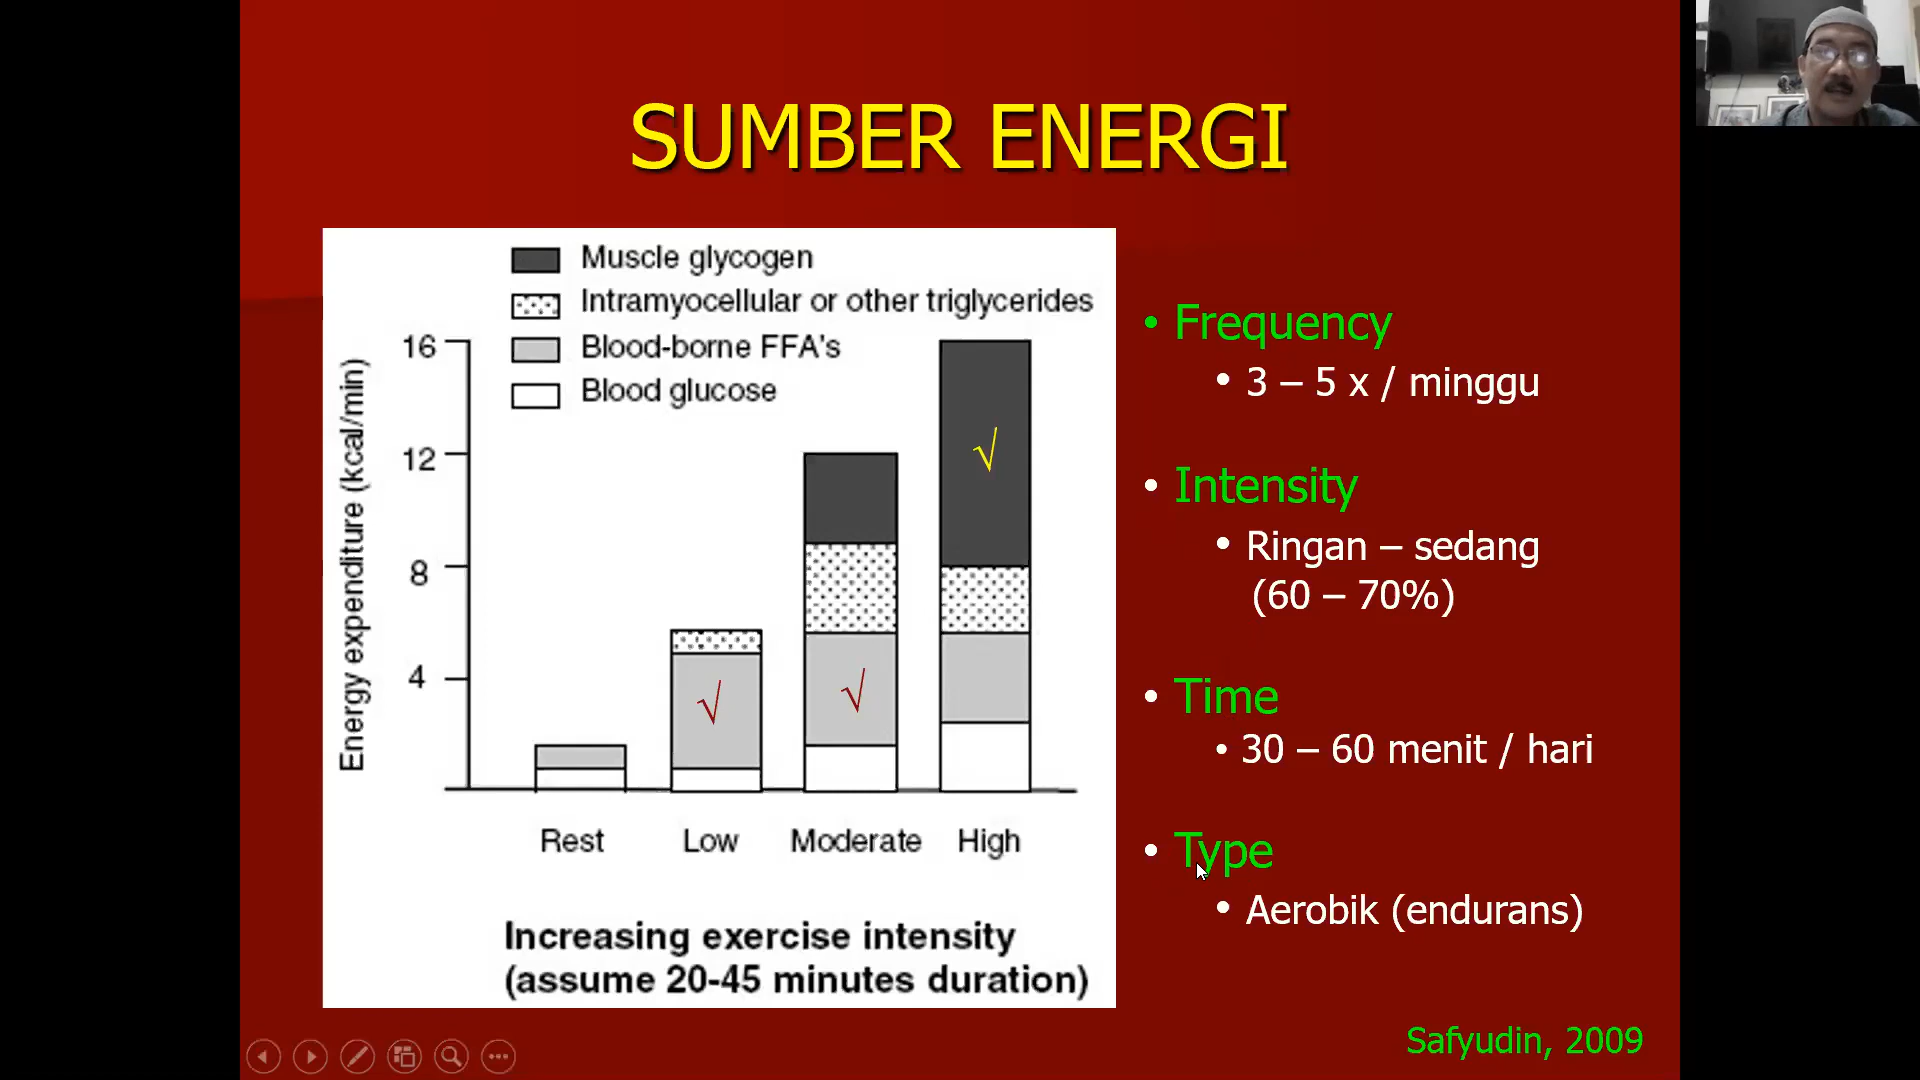 SUMBER ENERGI
Muscle glycogen
Intramyocellular or other triglycerides
Blood-borne FFA's
Blood glucose
Energy expenditure (kcal/min)
16
12
8
4
Rest
Low
Moderate
High
Increasing exercise intensity
(assume 20-45 minutes duration)
• Frequency
• 3 – 5 x / minggu
• Intensity
• Ringan – sedang
(60 – 70%)
• Time
• 30 – 60 menit / hari
• Type
• Aerobik (endurans)
Safyudin, 2009